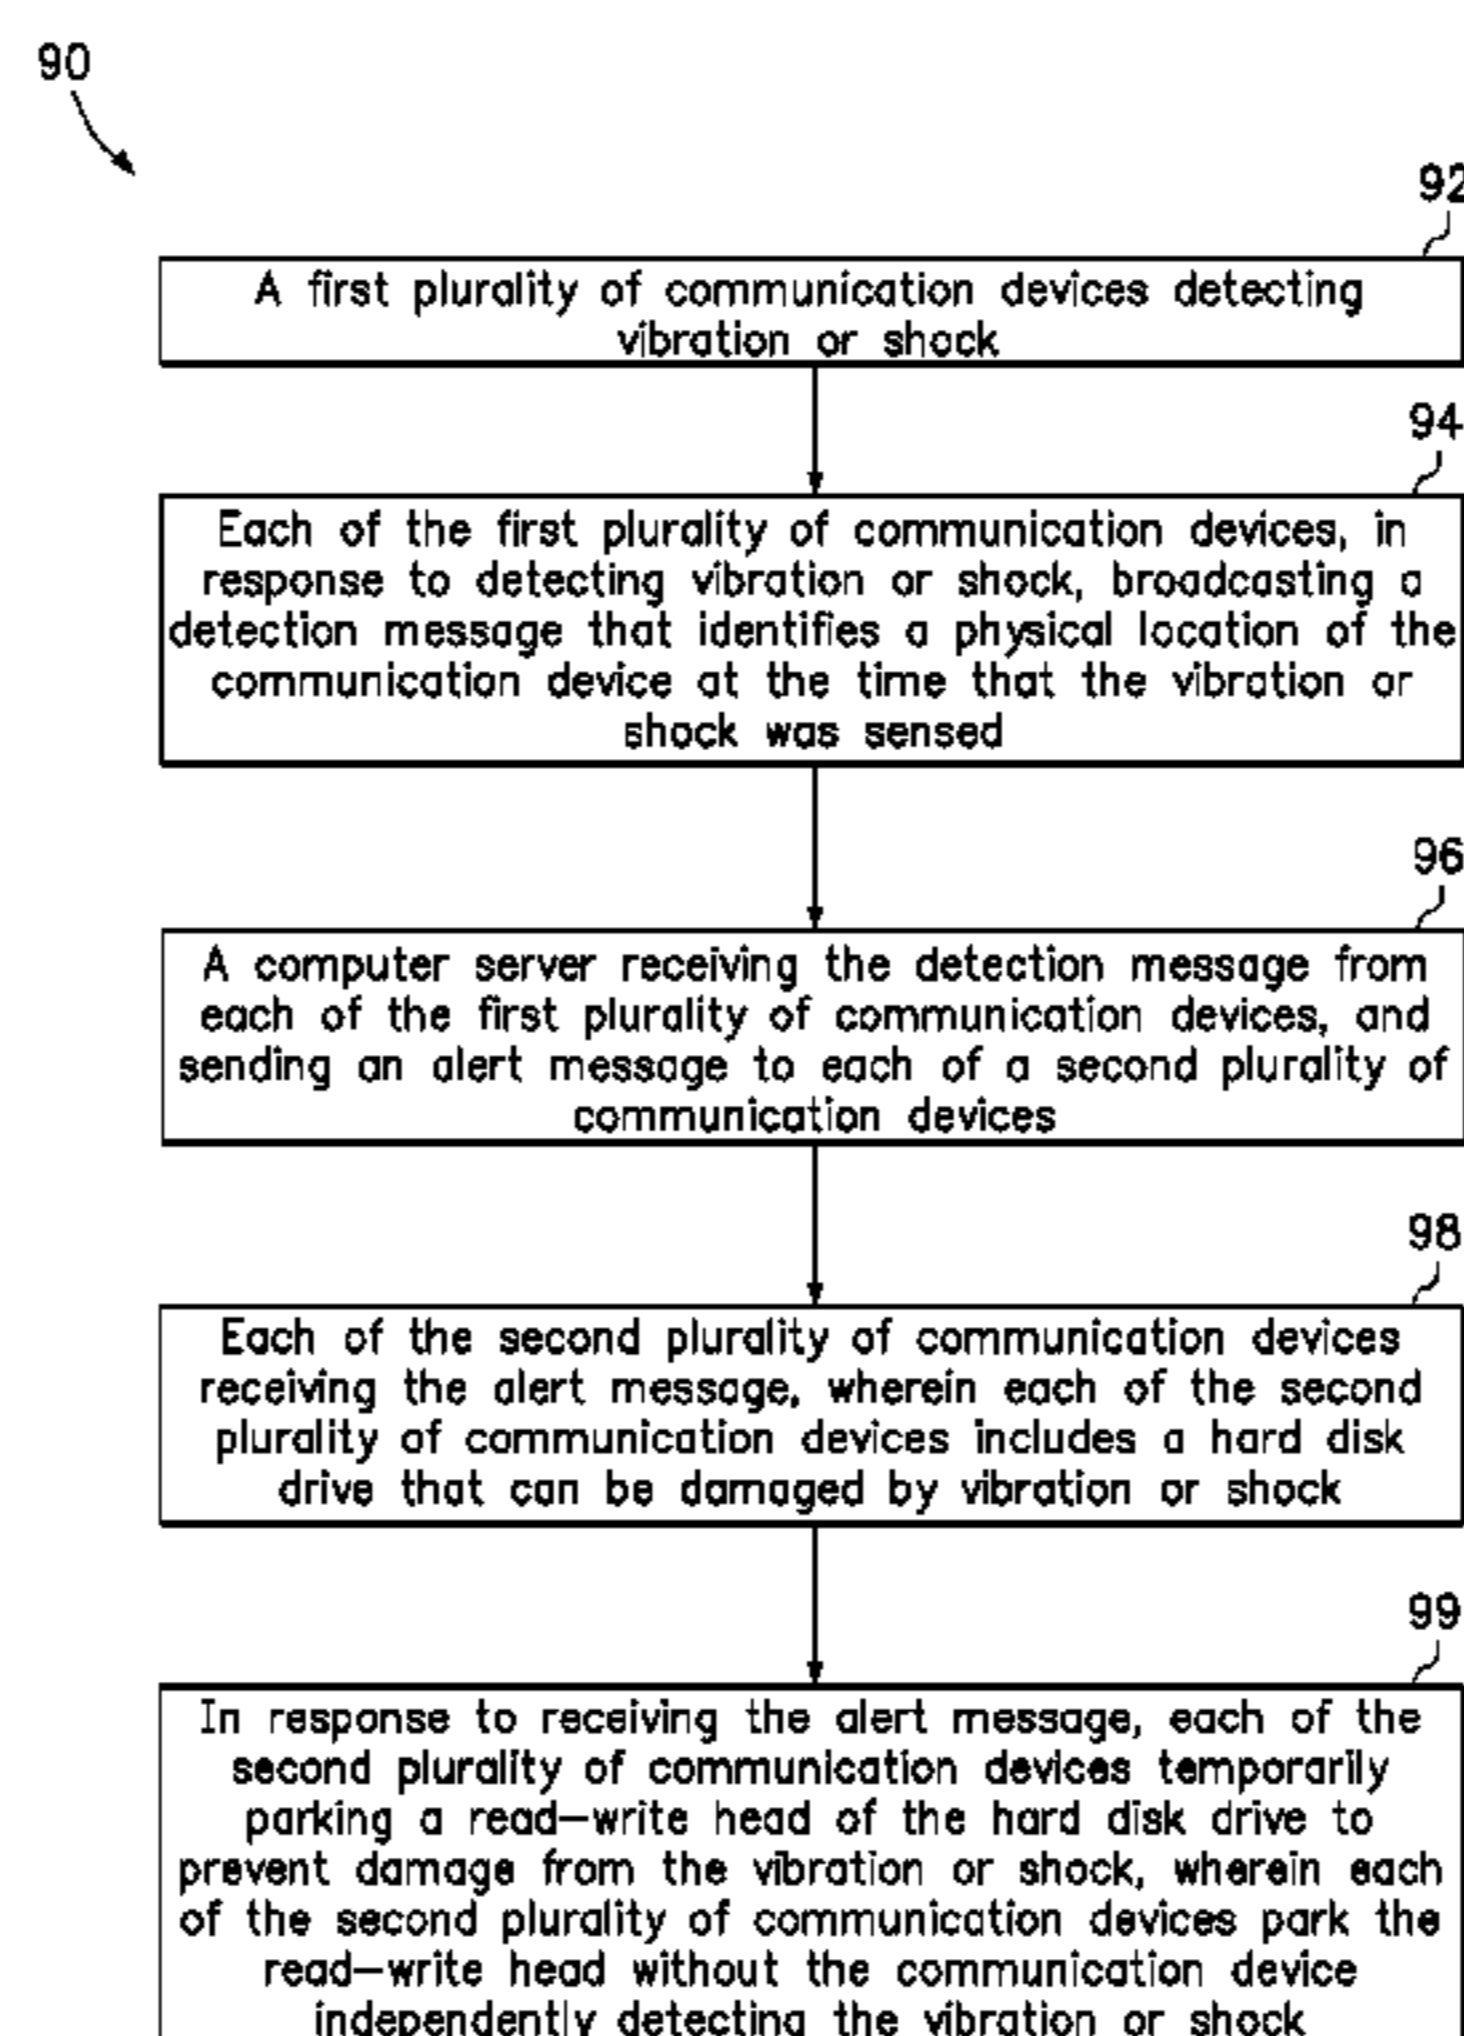 90
92
A first plurality of communication devices detecting
vibration or shock
94
Each of the first plurality of communication devices, in
response to detecting vibration or shock, broadcasting a
detection message that identifies a physical location of the
communication device at the time that the vibration or
shock was sensed
96
A computer server receiving the detection message from
each of the first plurality of communication devices, and
sending an alert message to each of a second plurality of
communication devices
98
Each of the second plurality of communication devices
receiving the alert message, wherein each of the second
plurality of communication devices includes a hard disk
drive that can be damaged by vibration or shock
99
In response to receiving the alert message, each of the
second plurality of communication devices temporarily
parking a read-write head of the hard disk drive to
prevent damage from the vibration or shock, wherein each
of the second plurality of communication devices park the
read-write head without the communication device
independently detecting the vibration or shock